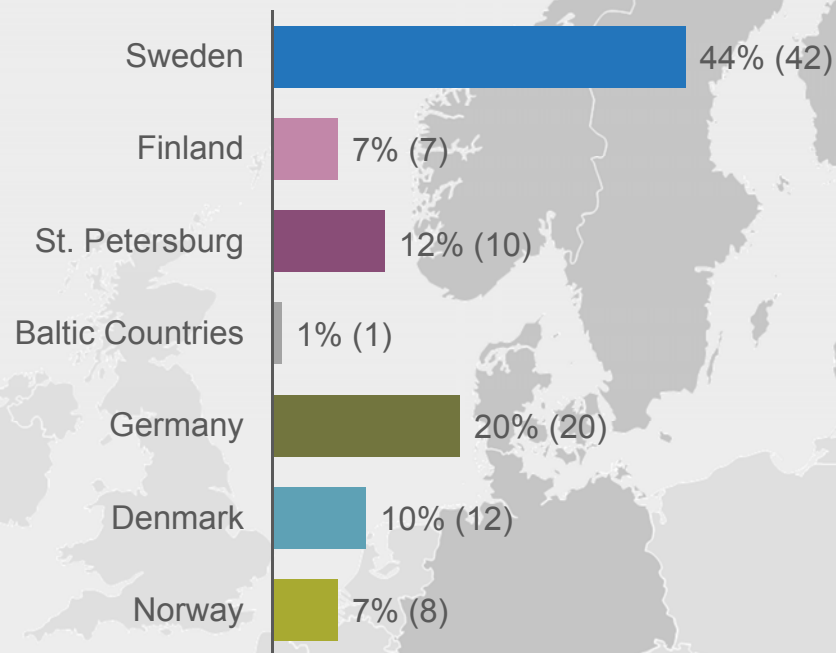 Sweden 44% (42)
Finland 7% (7)
St. Petersburg 12% (10)
Baltic Countries 1% (1)
Germany 20% (20)
Denmark 10% (12)
Norway 7% (8)